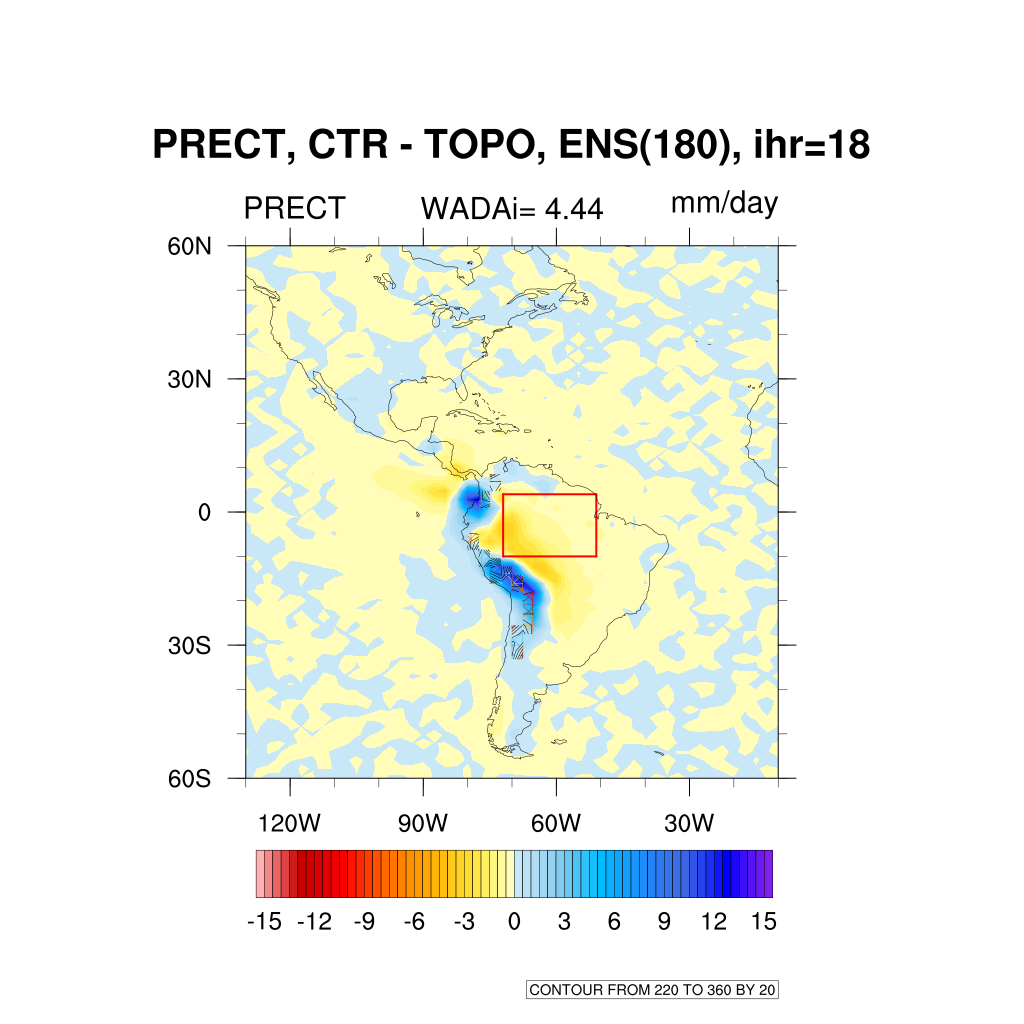 PRECT, CTR - TOPO, ENS(180), ihr=18
PRECT WADAi= 4.44 mm/day
60N
30N
0
30S
60S
120W 90W 60W 30W
-15 -12 -9 -6 -3 0 3 6 9 12 15
CONTOUR FROM 220 TO 360 BY 20